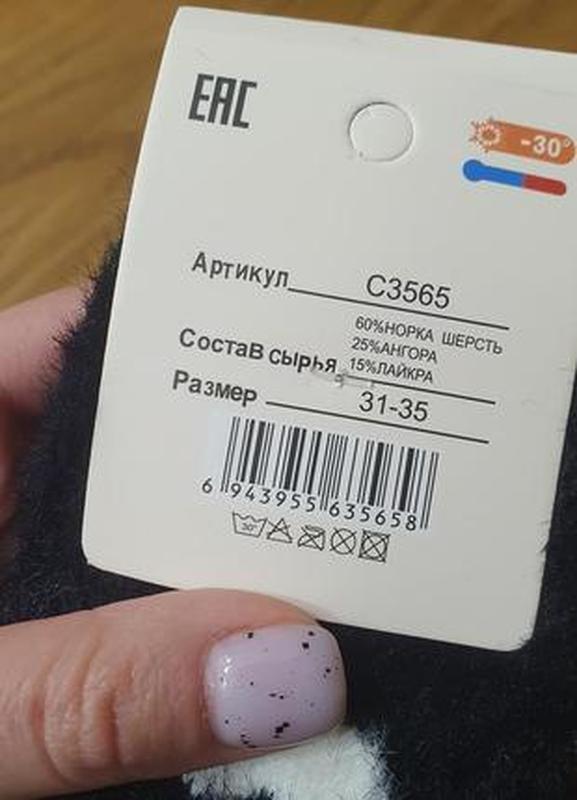 EAC
-30°
Артикул C3565
60%НОРКА ШЕРСТЬ
25%АНГОРА
Состав сырья 15%ЛАЙКРА
Размер 31-35
6 943955 635658
30°